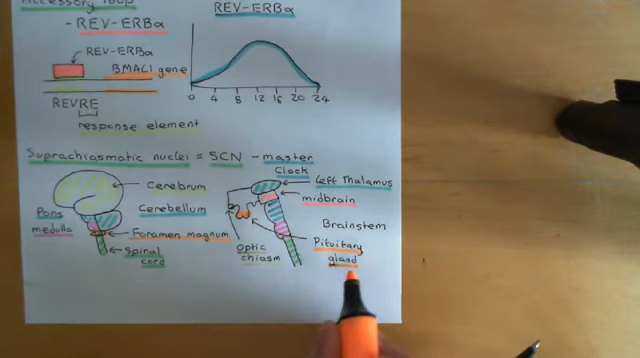 Accessory loop
- REV-ERBα
REV-ERBα
REV-ERBα
BMAL1 gene
REVRE
response element
0 4 8 12 16 20 24
Suprachiasmatic nuclei = SCN - master
clock
Cerebrum
Cerebellum
Pons
medulla
Foramen magnum
Spinal
cord
Left Thalamus
midbrain
Brainstem
Optic
chiasm
Pituitary
gland